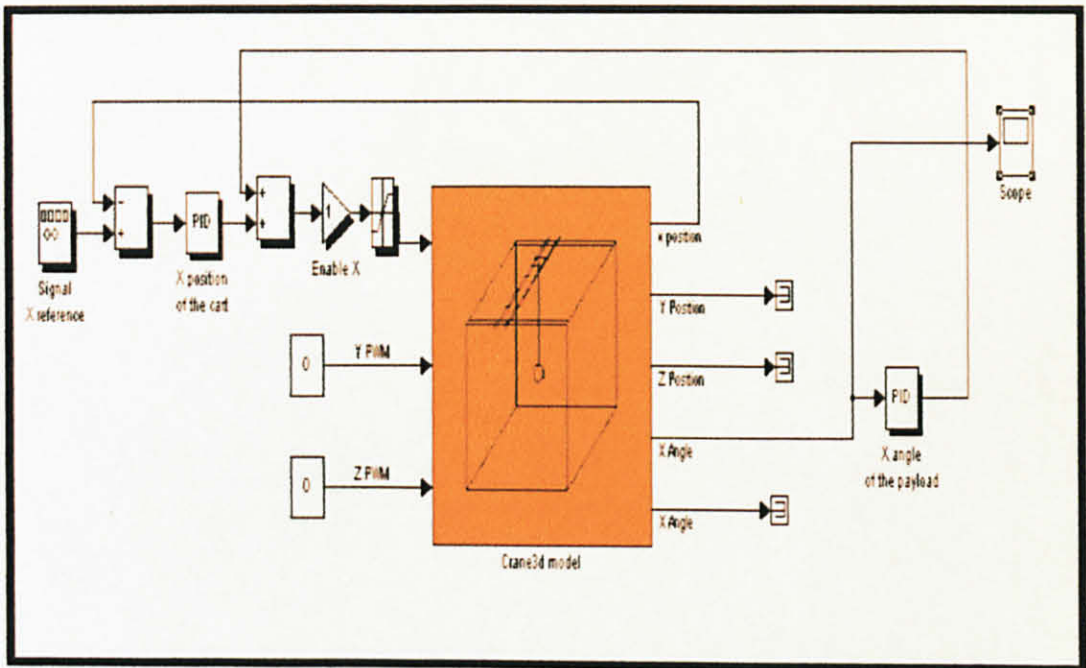 Signal
X reference
-
+
PID
X position
of the cart
+
+
1
Enable X
0
Y PWM
0
Z PWM
Crane3d model
x position
Y Position
Z Position
X Angle
X Angle
PID
X angle
of the payload
Scope